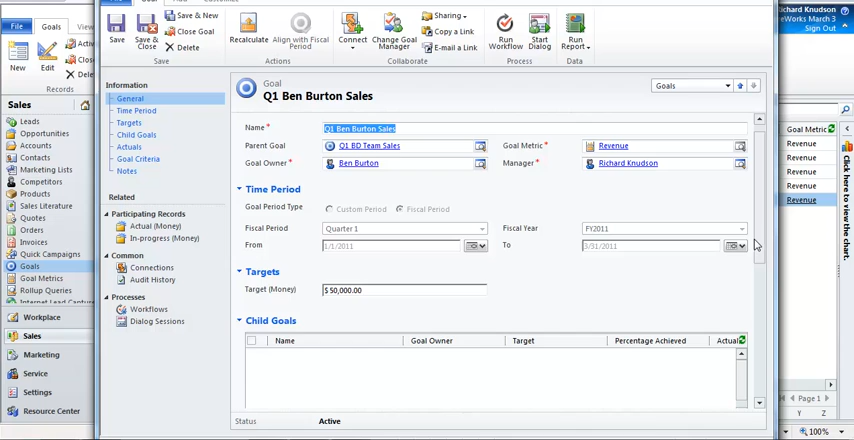 File
Goals
View
New
Edit
Records
Sales
Leads
Opportunities
Accounts
Contacts
Marketing Lists
Competitors
Products
Sales Literature
Quotes
Orders
Invoices
Quick Campaigns
Goals
Goal Metrics
Rollup Queries
Workplace
Sales
Marketing
Service
Settings
Resource Center
File
Save
Save & Close
Save & New
Close Goal
Delete
Save
Recalculate
Align with Fiscal Period
Actions
Connect
Change Goal Manager
Sharing
Copy a Link
E-mail a Link
Collaborate
Run Workflow
Start Dialog
Process
Run Report
Data
Information
General
Time Period
Targets
Child Goals
Actuals
Goal Criteria
Notes
Related
Participating Records
Actual (Money)
In-progress (Money)
Common
Connections
Audit History
Processes
Workflows
Dialog Sessions
Goal
Q1 Ben Burton Sales
Goals
Name * Q1 Ben Burton Sales
Parent Goal Q1 BD Team Sales Goal Metric * Revenue
Goal Owner * Ben Burton Manager * Richard Knudson
Time Period
Goal Period Type Custom Period Fiscal Period
Fiscal Period Quarter 1 Fiscal Year FY2011
From 1/1/2011 To 3/31/2011
Targets
Target (Money) $ 50,000.00
Child Goals
Name Goal Owner Target Percentage Achieved Actual
Status Active
Richard Knudson
Works March 3
Sign Out
Goal Metric
Revenue
Revenue
Revenue
Revenue
Revenue
Click here to view the chart.
Page 1
Y Z
100%